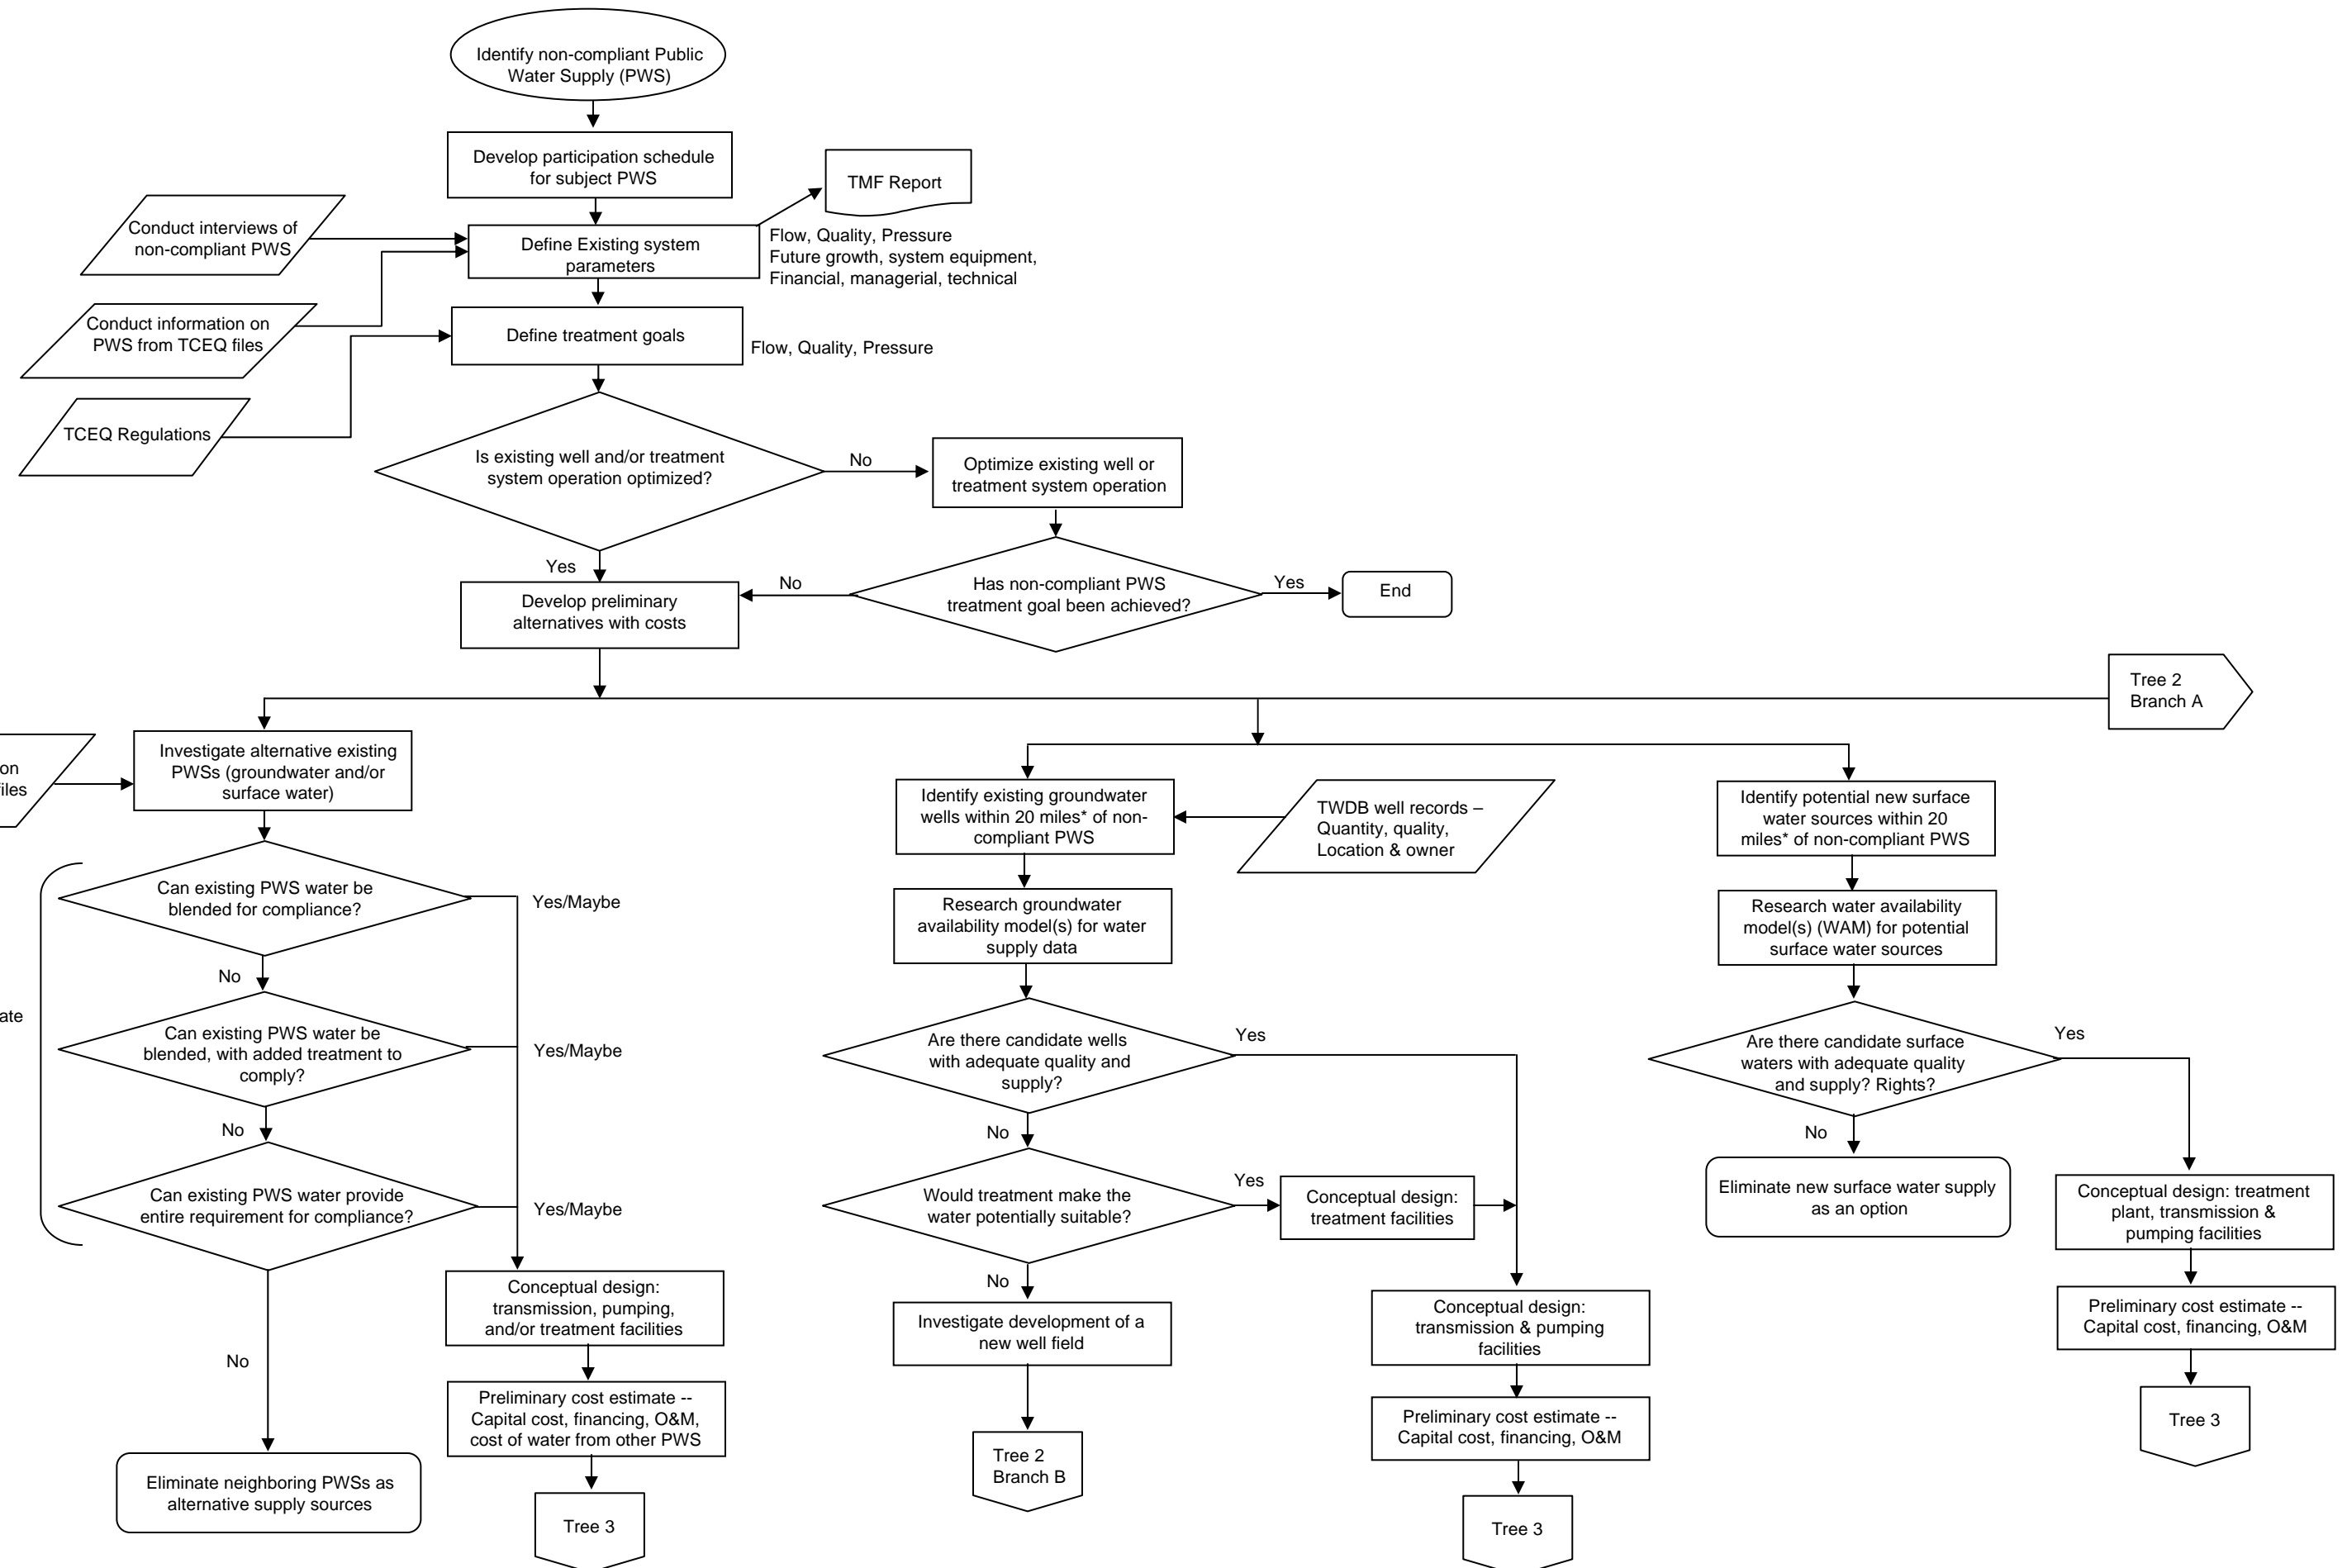 Identify non-compliant Public
Water Supply (PWS)
Develop participation schedule
for subject PWS
TMF Report
Conduct interviews of
non-compliant PWS
Define Existing system
parameters
Flow, Quality, Pressure
Future growth, system equipment,
Financial, managerial, technical
Conduct information on
PWS from TCEQ files
Define treatment goals
Flow, Quality, Pressure
TCEQ Regulations
Is existing well and/or treatment
system operation optimized?
No
Optimize existing well or
treatment system operation
Yes
Has non-compliant PWS
treatment goal been achieved?
No
Yes
End
Develop preliminary
alternatives with costs
Tree 2
Branch A
on
files
Investigate alternative existing
PWSs (groundwater and/or
surface water)
Can existing PWS water be
blended for compliance?
Yes/Maybe
No
ate
Can existing PWS water be
blended, with added treatment to
comply?
Yes/Maybe
No
Can existing PWS water provide
entire requirement for compliance?
Yes/Maybe
No
Eliminate neighboring PWSs as
alternative supply sources
Conceptual design:
transmission, pumping,
and/or treatment facilities
Preliminary cost estimate --
Capital cost, financing, O&M,
cost of water from other PWS
Tree 3
Identify existing groundwater
wells within 20 miles* of non-
compliant PWS
TWDB well records –
Quantity, quality,
Location & owner
Research groundwater
availability model(s) for water
supply data
Are there candidate wells
with adequate quality and
supply?
Yes
No
Would treatment make the
water potentially suitable?
Yes
Conceptual design:
treatment facilities
No
Investigate development of a
new well field
Tree 2
Branch B
Conceptual design:
transmission & pumping
facilities
Preliminary cost estimate --
Capital cost, financing, O&M
Tree 3
Identify potential new surface
water sources within 20
miles* of non-compliant PWS
Research water availability
model(s) (WAM) for potential
surface water sources
Are there candidate surface
waters with adequate quality
and supply? Rights?
Yes
No
Eliminate new surface water supply
as an option
Conceptual design: treatment
plant, transmission &
pumping facilities
Preliminary cost estimate --
Capital cost, financing, O&M
Tree 3